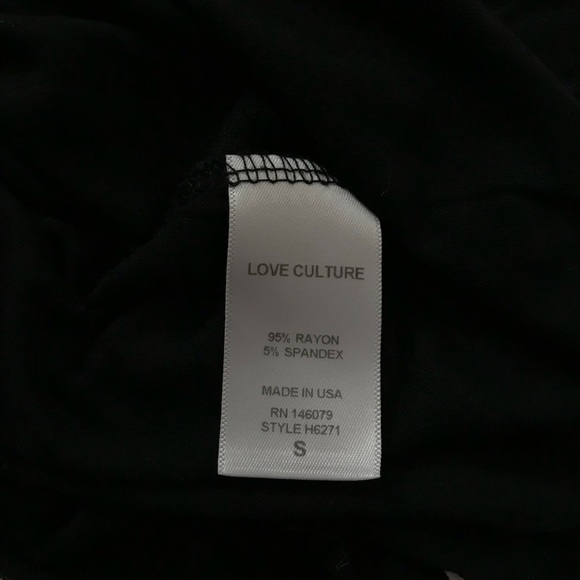 LOVE CULTURE
95% RAYON
5% SPANDEX
MADE IN USA
RN 146079
STYLE H6271
S